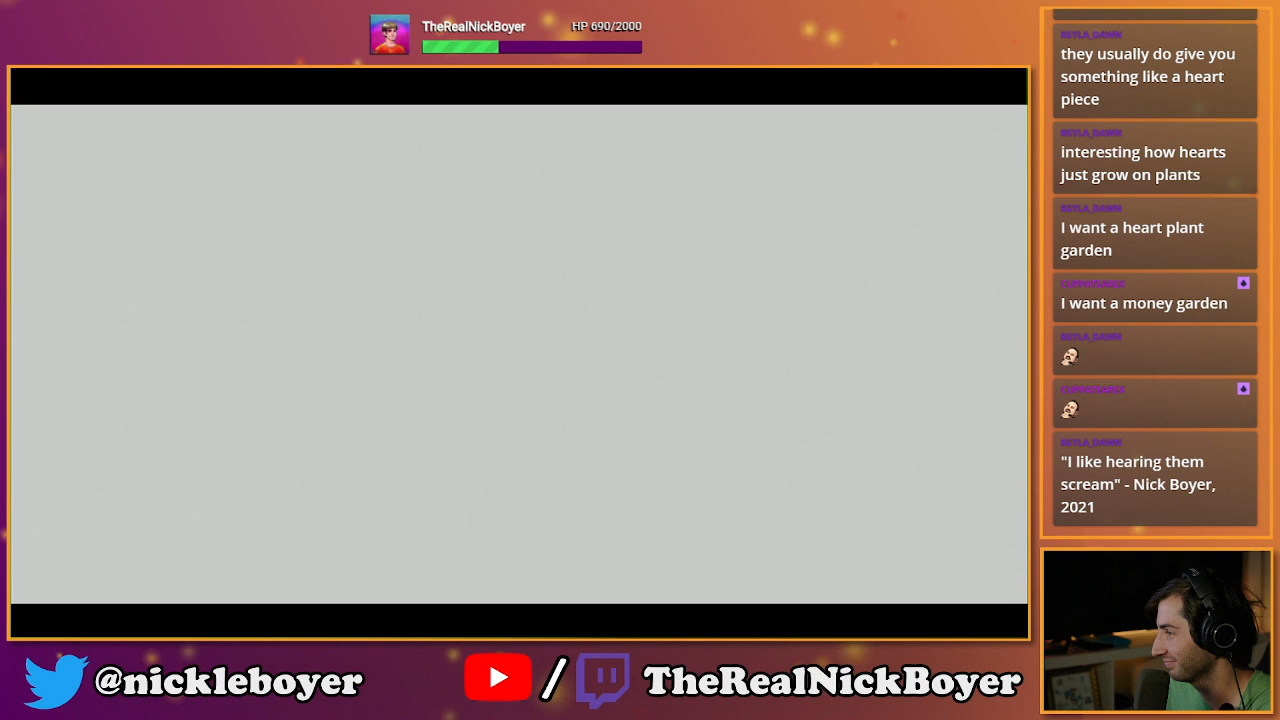 TheRealNickBoyer
HP 690/2000
they usually do give you
something like a heart
piece
interesting how hearts
just grow on plants
I want a heart plant
garden
I want a money garden
"I like hearing them
scream" - Nick Boyer,
2021
@nickleboyer
/
TheRealNickBoyer